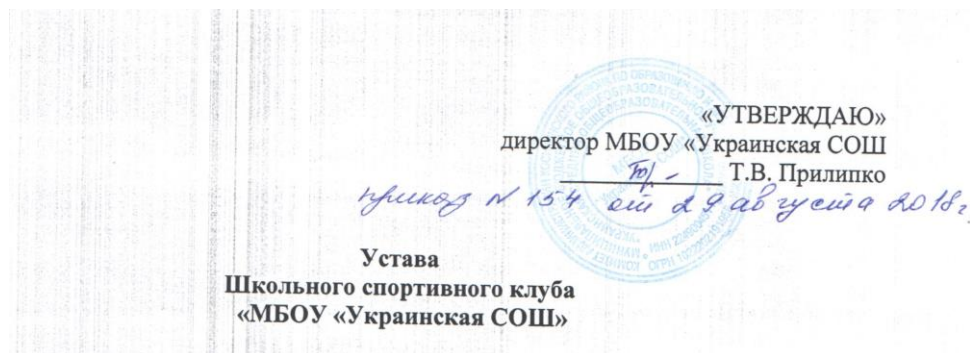 «УТВЕРЖДАЮ»
директор МБОУ «Украинская СОШ
Т.В. Прилипко
приказ № 154 от 29 августа 2018г.
Устава
Школьного спортивного клуба
«МБОУ «Украинская СОШ»